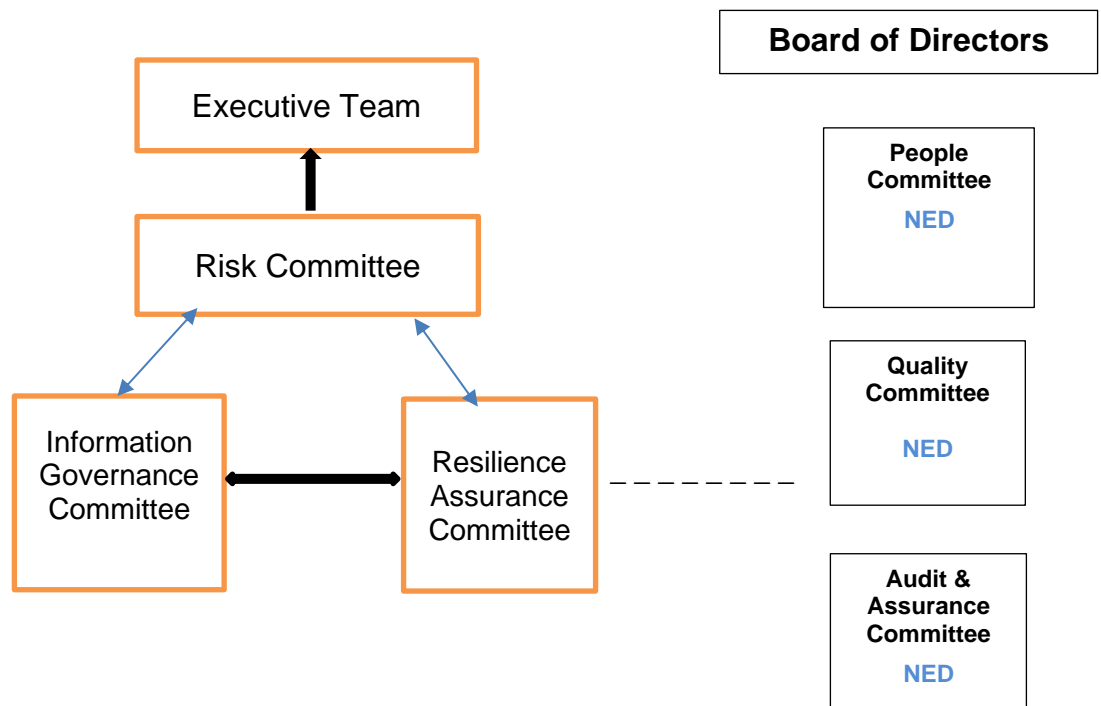 Board of Directors
Executive Team
Risk Committee
Information
Governance
Committee
Resilience
Assurance
Committee
People
Committee
NED
Quality
Committee
NED
Audit &
Assurance
Committee
NED